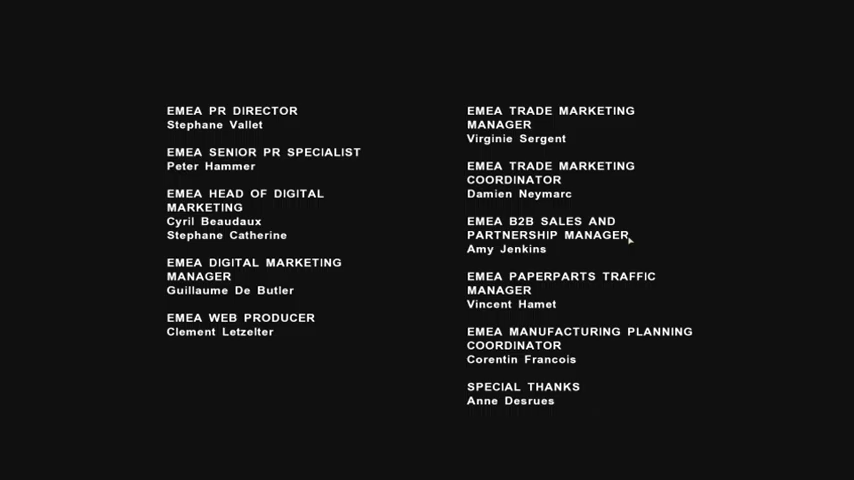 EMEA PR DIRECTOR
Stephane Vallet
EMEA SENIOR PR SPECIALIST
Peter Hammer
EMEA HEAD OF DIGITAL
MARKETING
Cyril Beaudaux
Stephane Catherine
EMEA DIGITAL MARKETING
MANAGER
Guillaume De Butler
EMEA WEB PRODUCER
Clement Letzelter
EMEA TRADE MARKETING
MANAGER
Virginie Sergent
EMEA TRADE MARKETING
COORDINATOR
Damien Neymarc
EMEA B2B SALES AND
PARTNERSHIP MANAGER
Amy Jenkins
EMEA PAPERPARTS TRAFFIC
MANAGER
Vincent Hamet
EMEA MANUFACTURING PLANNING
COORDINATOR
Corentin Francois
SPECIAL THANKS
Anne Desrues